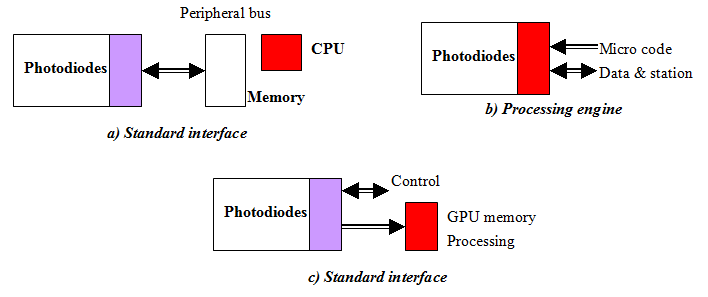 Peripheral bus
CPU
Photodiodes
Memory
a) Standard interface
Photodiodes
Micro code
Data & station
b) Processing engine
Control
Photodiodes
GPU memory
Processing
c) Standard interface